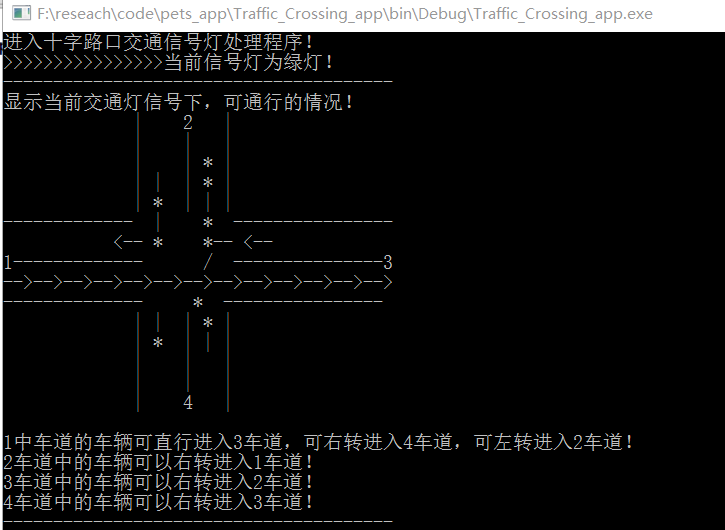 F:\reseach\code\pets_app\Traffic_Crossing_app\bin\Debug\Traffic_Crossing_app.exe
进入十字路口交通信号灯处理程序!
>>>>>>>>>>>>>>>>当前信号灯为绿灯!
---------------------------------------
显示当前交通灯信号下，可通行的情况!
             |    2   |
             |    |   |
             |    | * |
             | |  | * |
             | *  | | |
-------------  |    *  ----------------
           <-- *    *-- <--
1-------------      /  ---------------3
-->-->-->-->-->-->-->-->-->-->-->-->-->
--------------     *  ----------------
             | |  | * |
             | *  | | |
             |    |   |
             |    |   |
             |    4   |
1中车道的车辆可直行进入3车道，可右转进入4车道，可左转进入2车道!
2车道中的车辆可以右转进入1车道!
3车道中的车辆可以右转进入2车道!
4车道中的车辆可以右转进入3车道!
---------------------------------------